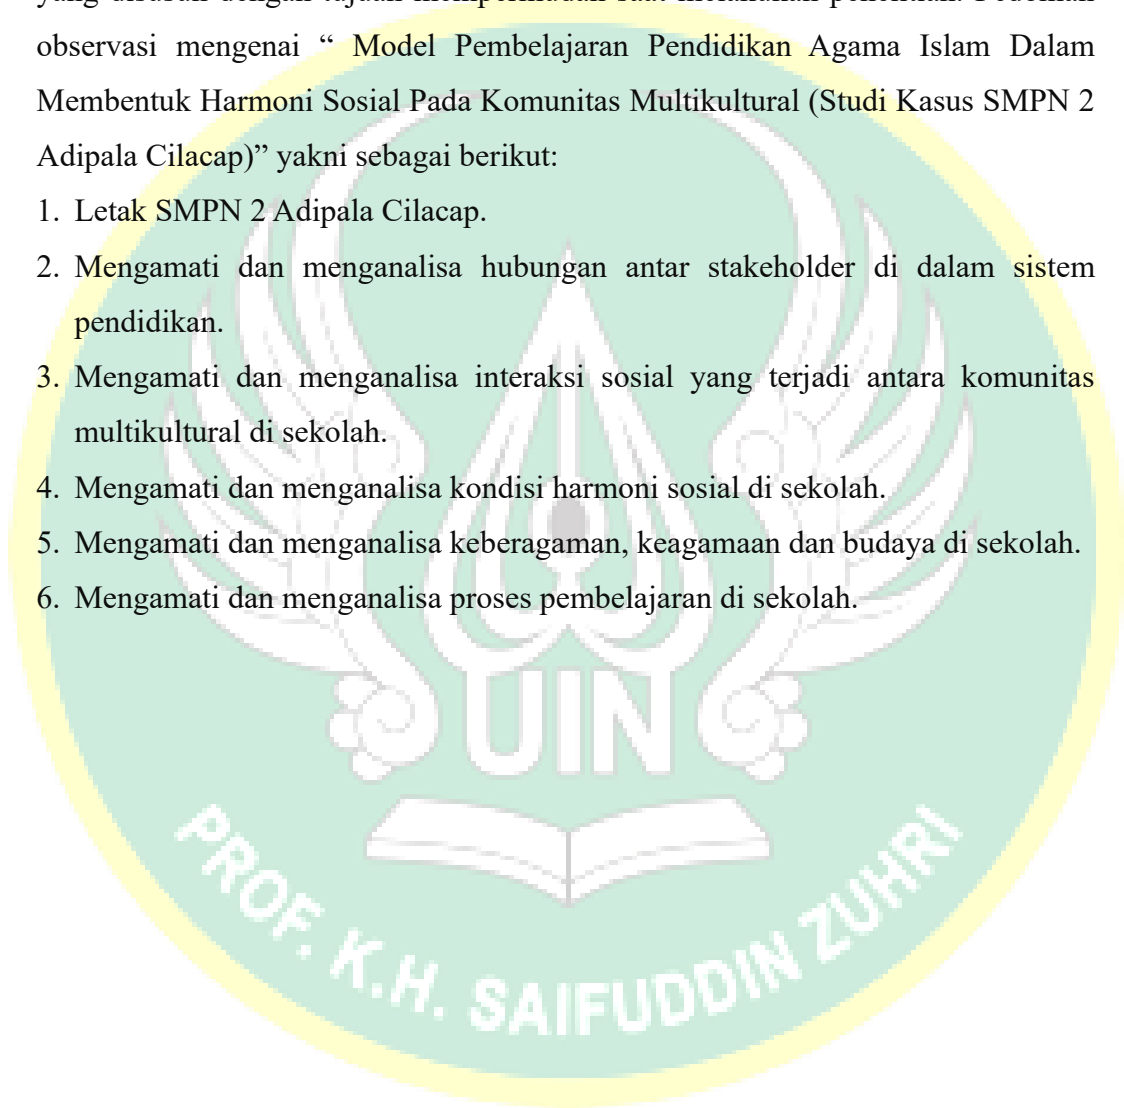 observasi mengenai “ Model Pembelajaran Pendidikan Agama Islam Dalam
Membentuk Harmoni Sosial Pada Komunitas Multikultural (Studi Kasus SMPN 2
Adipala Cilacap)” yakni sebagai berikut:
1. Letak SMPN 2 Adipala Cilacap.
2. Mengamati dan menganalisa hubungan antar stakeholder di dalam sistem
pendidikan.
3. Mengamati dan menganalisa interaksi sosial yang terjadi antara komunitas
multikultural di sekolah.
4. Mengamati dan menganalisa kondisi harmoni sosial di sekolah.
5. Mengamati dan menganalisa keberagaman, keagamaan dan budaya di sekolah.
6. Mengamati dan menganalisa proses pembelajaran di sekolah.
UIN
PROF. K.H. SAIFUDDIN ZUHRI